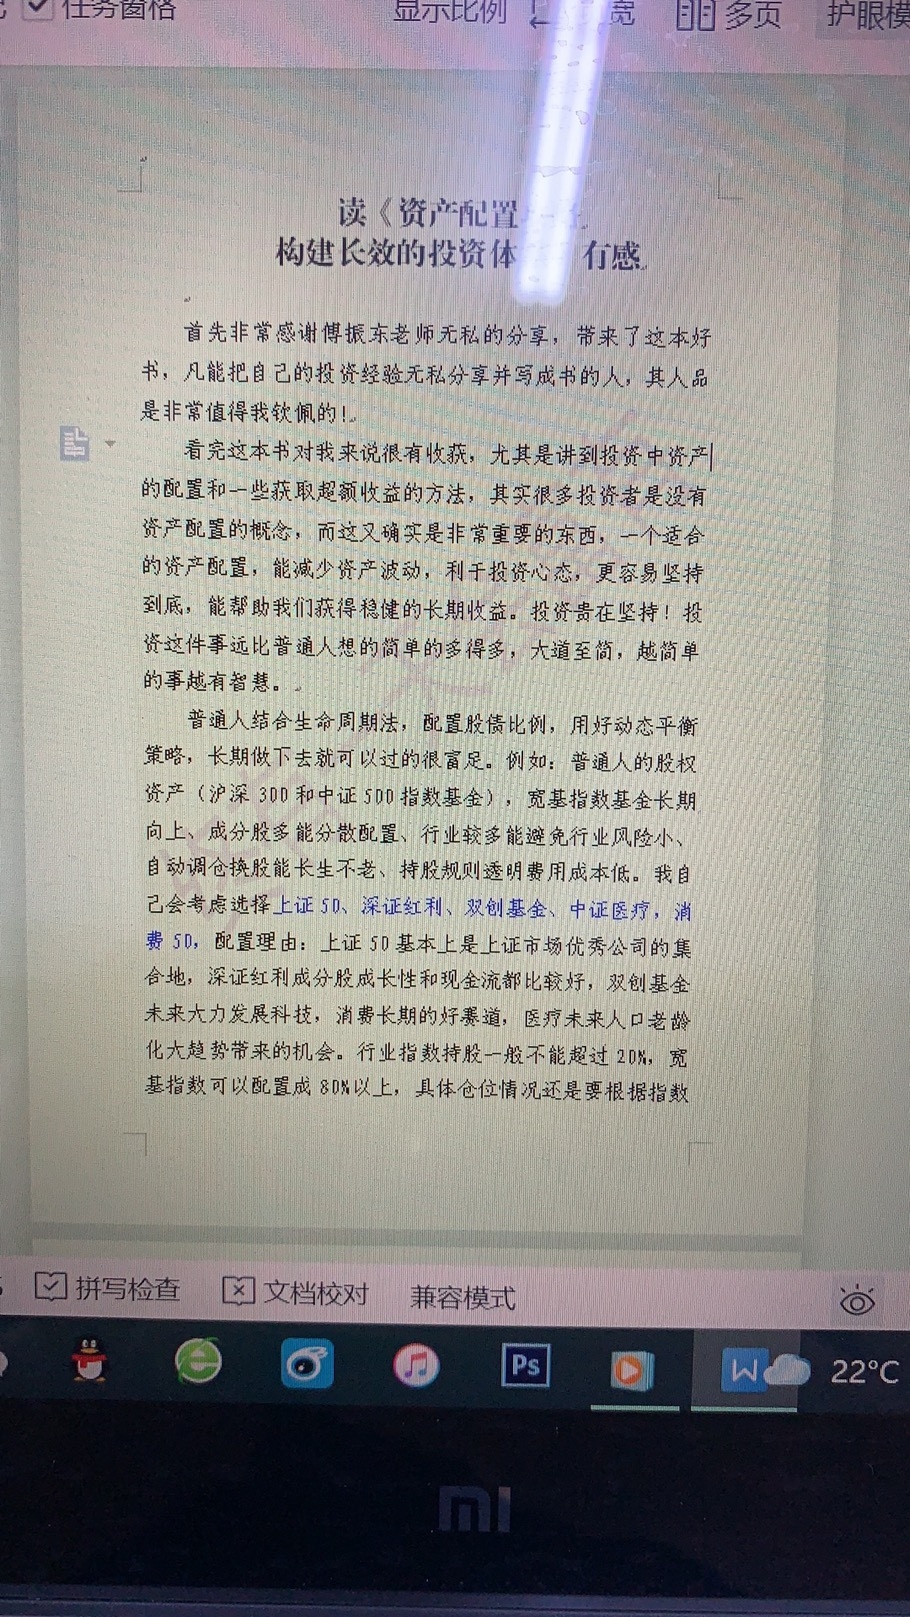 任务窗格
显示比例
宽
多页
护眼模
读《资产配置
构建长效的投资体 有感
首先非常感谢傅振东老师无私的分享，带来了这本好
书，凡能把自己的投资经验无私分享并写成书的人，其人品
是非常值得我钦佩的！
看完这本书对我来说很有收获，尤其是讲到投资中资产
的配置和一些获取超额收益的方法，其实很多投资者是没有
资产配置的概念，而这又确实是非常重要的东西，一个适合
的资产配置，能减少资产波动，利于投资心态，更容易坚持
到底，能帮助我们获得稳健的长期收益。投资贵在坚持！投
资这件事远比普通人想的简单的多得多，大道至简，越简单
的事越有智慧。
普通人结合生命周期法，配置股债比例，用好动态平衡
策略，长期做下去就可以过的很富足。例如：普通人的股权
资产（沪深 300 和中证 500 指数基金），宽基指数基金长期
向上、成分股多能分散配置、行业较多能避免行业风险小、
自动调仓换股能长生不老、持股规则透明费用成本低。我自
己会考虑选择上证 50、深证红利、双创基金、中证医疗，消
费 50，配置理由：上证 50 基本上是上证市场优秀公司的集
合地，深证红利成分股成长性和现金流都比较好，双创基金
未来大力发展科技，消费长期的好赛道，医疗未来人口老龄
化大趋势带来的机会。行业指数持股一般不能超过 20%，宽
基指数可以配置成 80%以上，具体仓位情况还是要根据指数
拼写检查
文档校对
兼容模式
Ps
W
22°C
mi